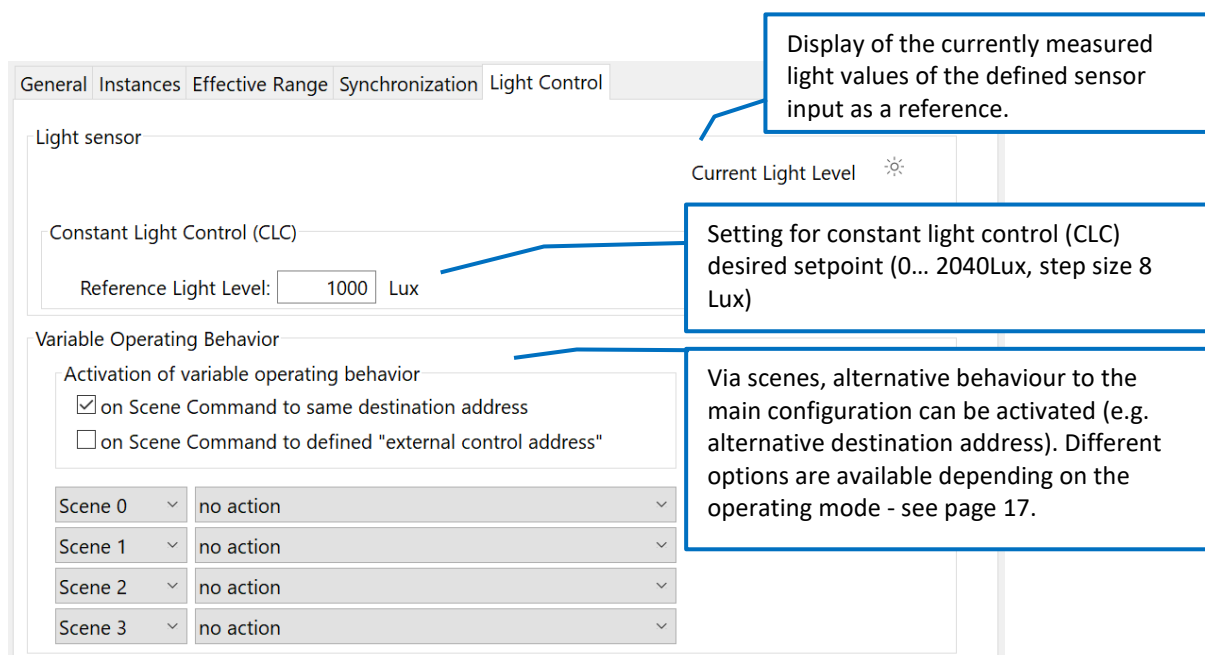 Display of the currently measured
light values of the defined sensor
input as a reference.
General Instances Effective Range Synchronization Light Control
Light sensor
Current Light Level
Constant Light Control (CLC)
Reference Light Level: 1000 Lux
Setting for constant light control (CLC)
desired setpoint (0... 2040Lux, step size 8
Lux)
Variable Operating Behavior
Activation of variable operating behavior
on Scene Command to same destination address
on Scene Command to defined "external control address"
Via scenes, alternative behaviour to the
main configuration can be activated (e.g.
alternative destination address). Different
options are available depending on the
operating mode - see page 17.
Scene 0 no action
Scene 1 no action
Scene 2 no action
Scene 3 no action